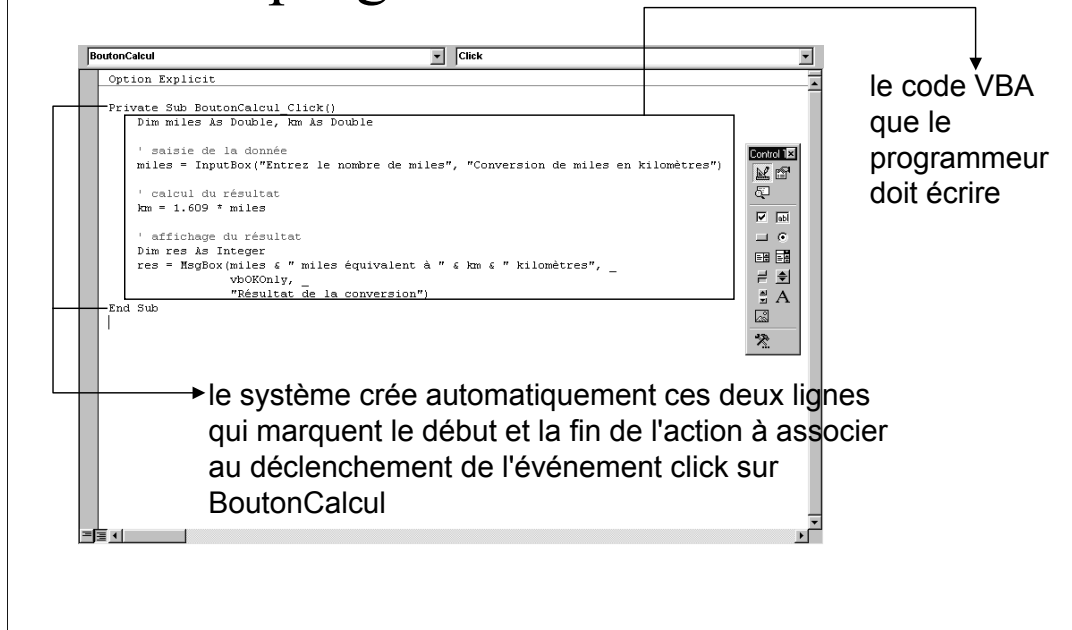 BoutonCalcul Click
Option Explicit
Private Sub BoutonCalcul_Click()
Dim miles As Double, km As Double
' saisie de la donnée
miles = InputBox("Entrez le nombre de miles", "Conversion de miles en kilomètres")
' calcul du résultat
km = 1.609 * miles
' affichage du résultat
Dim res As Integer
res = MsgBox(miles & " miles équivalent à " & km & " kilomètres", _
vbOKOnly, _
"Résultat de la conversion")
End Sub
le code VBA
que le
programmeur
doit écrire
Control
abl
A
le système crée automatiquement ces deux lignes
qui marquent le début et la fin de l'action à associer
au déclenchement de l'événement click sur
BoutonCalcul